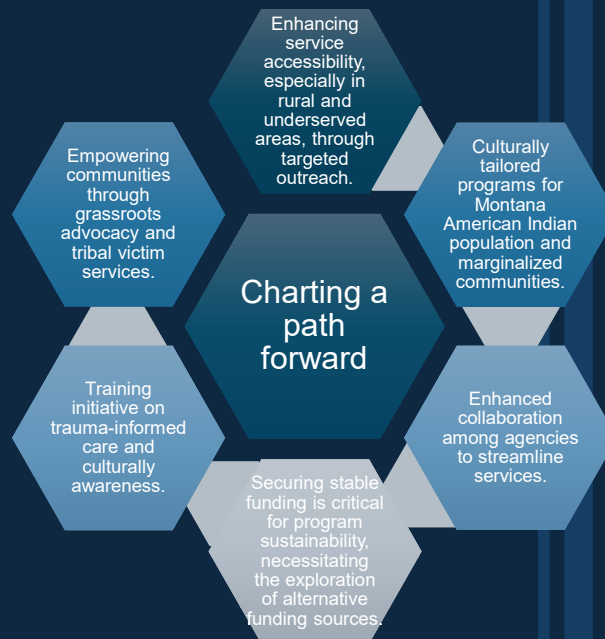 Enhancing
service
accessibility,
especially in
rural and
underserved
areas, through
targeted
outreach.
Culturally
tailored
programs for
Montana
American Indian
population and
marginalized
communities.
Enhanced
collaboration
among agencies
to streamline
services.
Securing stable
funding is critical
for program
sustainability,
necessitating
the exploration
of alternative
funding sources.
Training
initiative on
trauma-informed
care and
culturally
awareness.
Empowering
communities
through
grassroots
advocacy and
tribal victim
services.
Charting a
path
forward